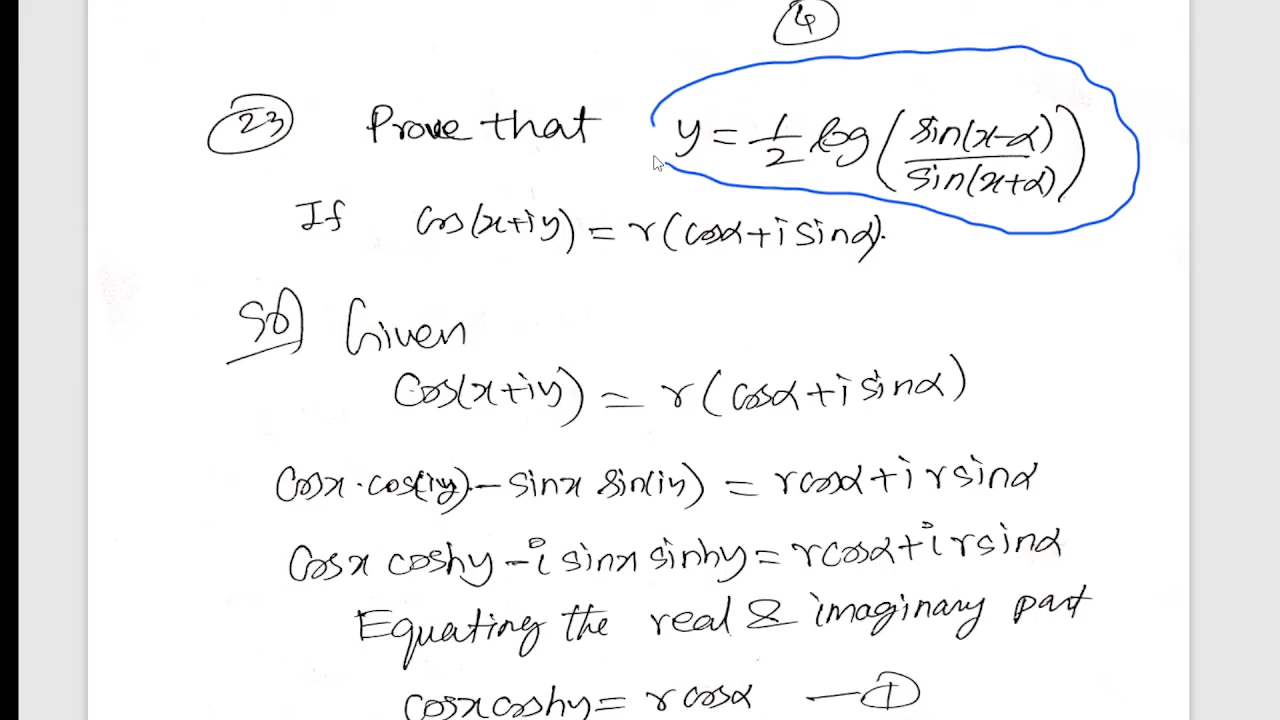 4
23 Prove that y = 1/2 log (sin(x-α)/sin(x+α))
If cos(x+iy) = r(cosα+i sinα).
Sol Given
Cos(x+iy) = r(cosα+i sinα)
Cosx·cos(iy)-sinx sin(iy) = rcosα+i rsinα
Cosx coshy-i sinx sinhy = rcosα+i rsinα
Equating the real & imaginary part
cosx coshy = r cosα — 1